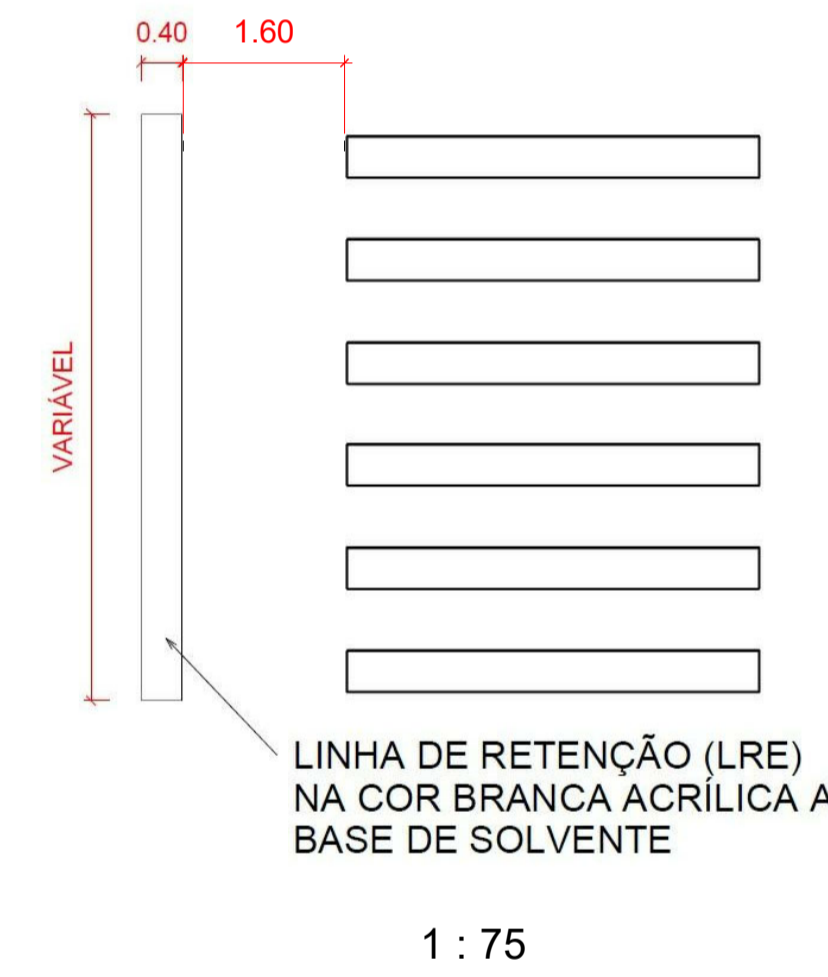 0.40 1.60
VARIÁVEL
LINHA DE RETENÇÃO (LRE)
NA COR BRANCA ACRÍLICA A
BASE DE SOLVENTE
1 : 75